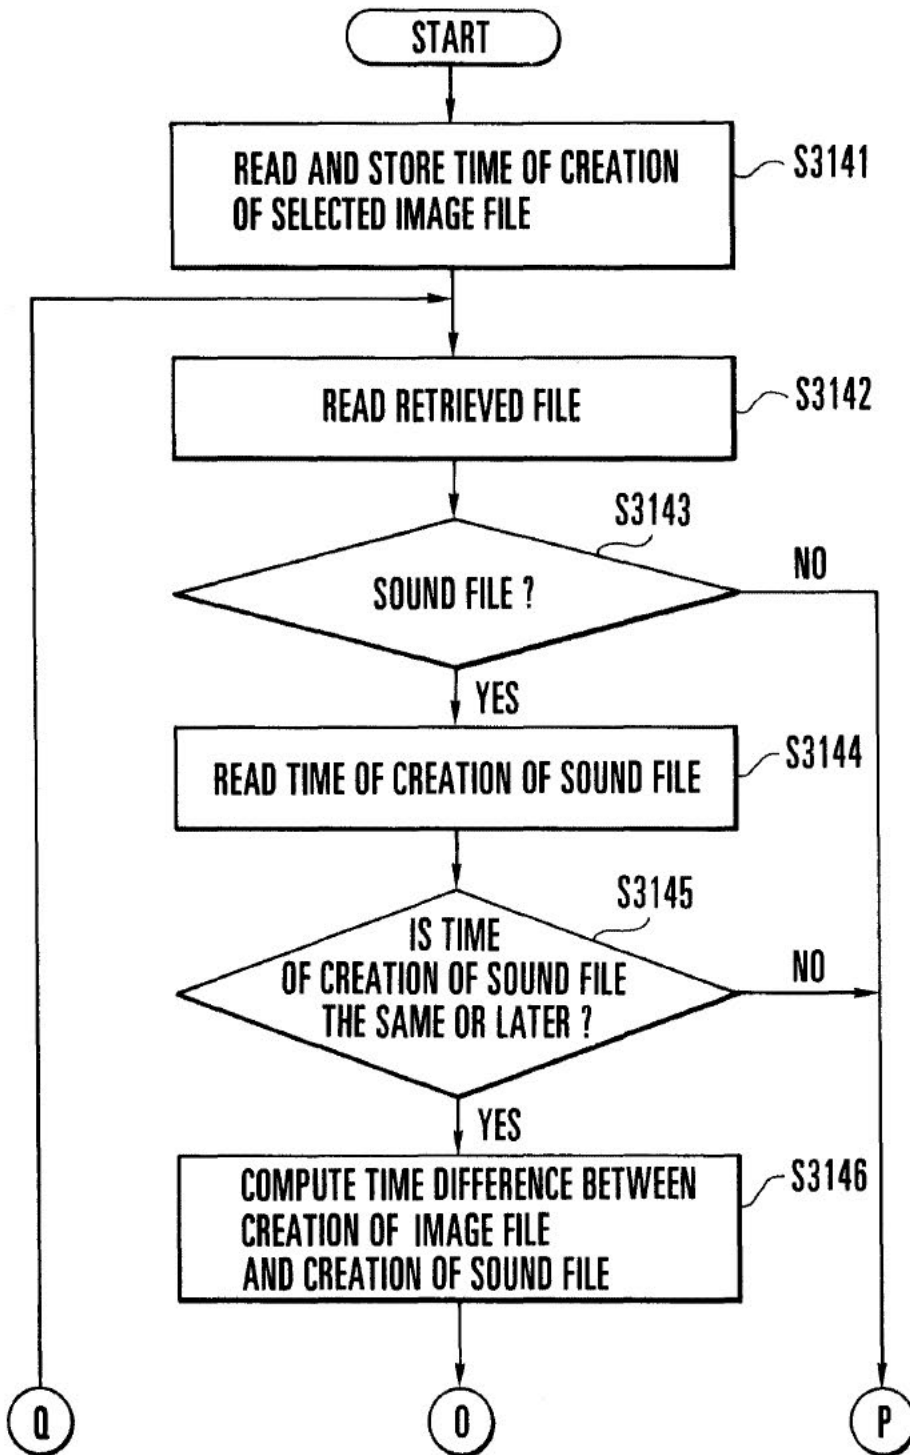 START
READ AND STORE TIME OF CREATION
OF SELECTED IMAGE FILE
S3141
READ RETRIEVED FILE
S3142
S3143
SOUND FILE ?
NO
YES
READ TIME OF CREATION OF SOUND FILE
S3144
S3145
IS TIME
OF CREATION OF SOUND FILE
THE SAME OR LATER ?
NO
YES
COMPUTE TIME DIFFERENCE BETWEEN
CREATION OF IMAGE FILE
AND CREATION OF SOUND FILE
S3146
Q
O
P